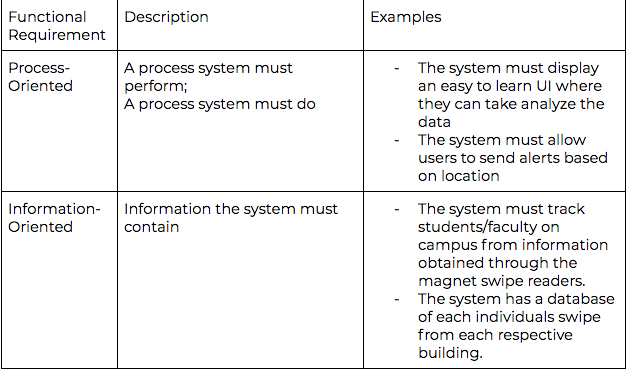 Functional
Requirement
Description
Examples
Process-
Oriented
A process system must
perform;
A process system must do
- The system must display
an easy to learn UI where
they can take analyze the
data
- The system must allow
users to send alerts based
on location
Information-
Oriented
Information the system must
contain
- The system must track
students/faculty on
campus from information
obtained through the
magnet swipe readers.
- The system has a database
of each individuals swipe
from each respective
building.